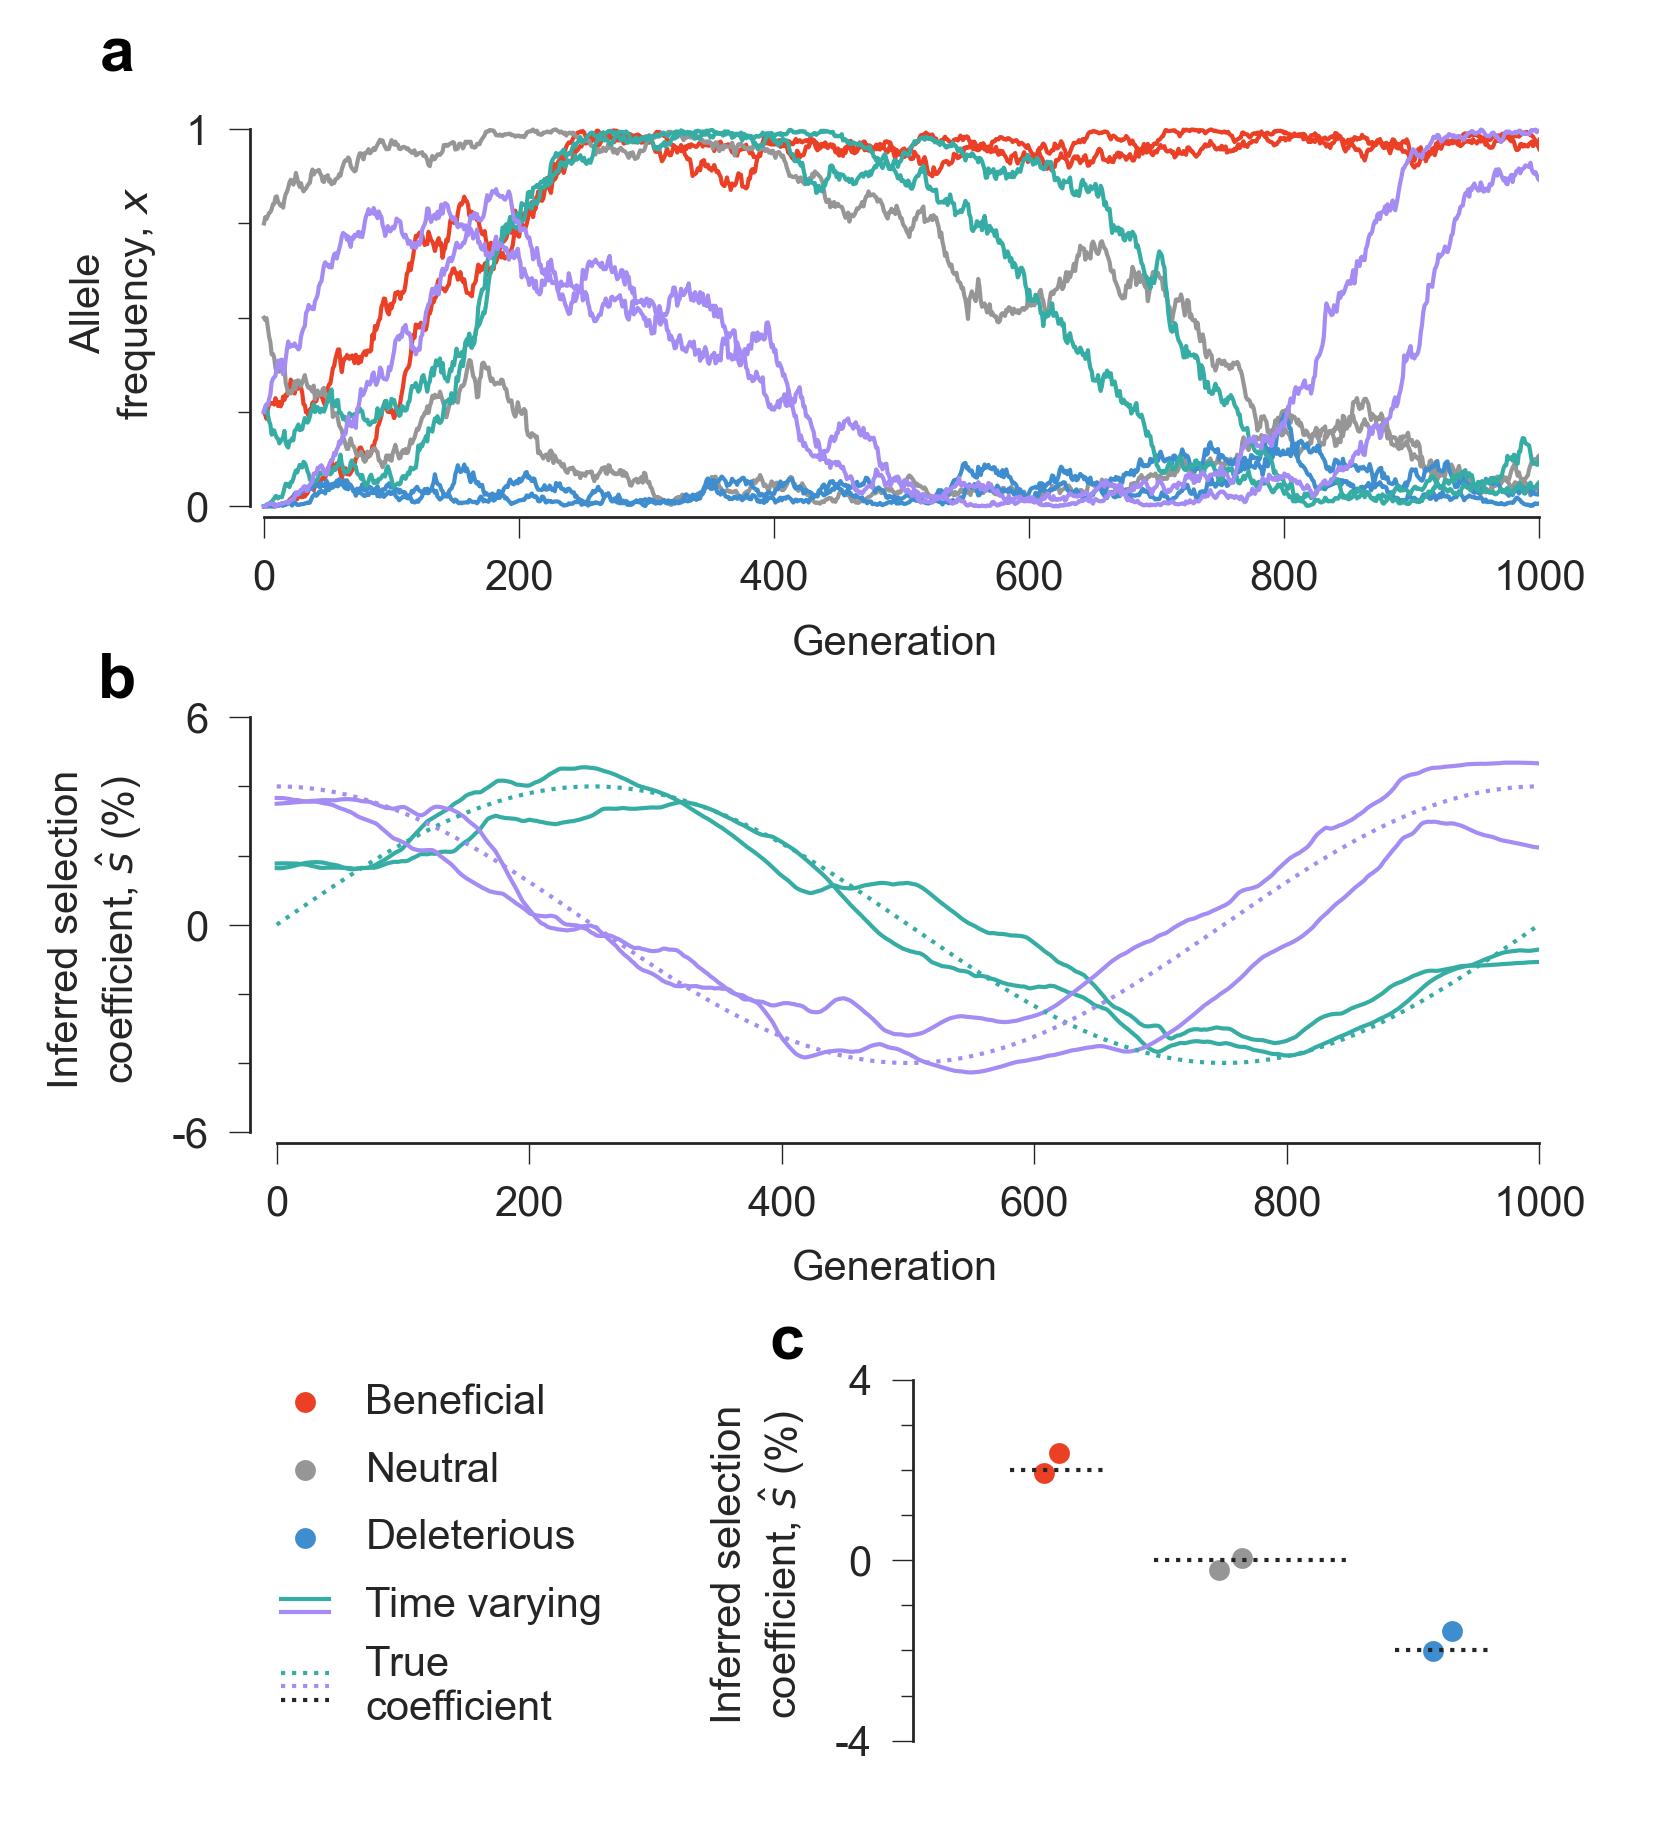 a
1
0
Allele
frequency, x
0 200 400 600 800 1000
Generation
b
6
0
-6
Inferred selection
coefficient, ŝ (%)
0 200 400 600 800 1000
Generation
Beneficial
Neutral
Deleterious
Time varying
True
coefficient
c
4
0
-4
Inferred selection
coefficient, ŝ (%)